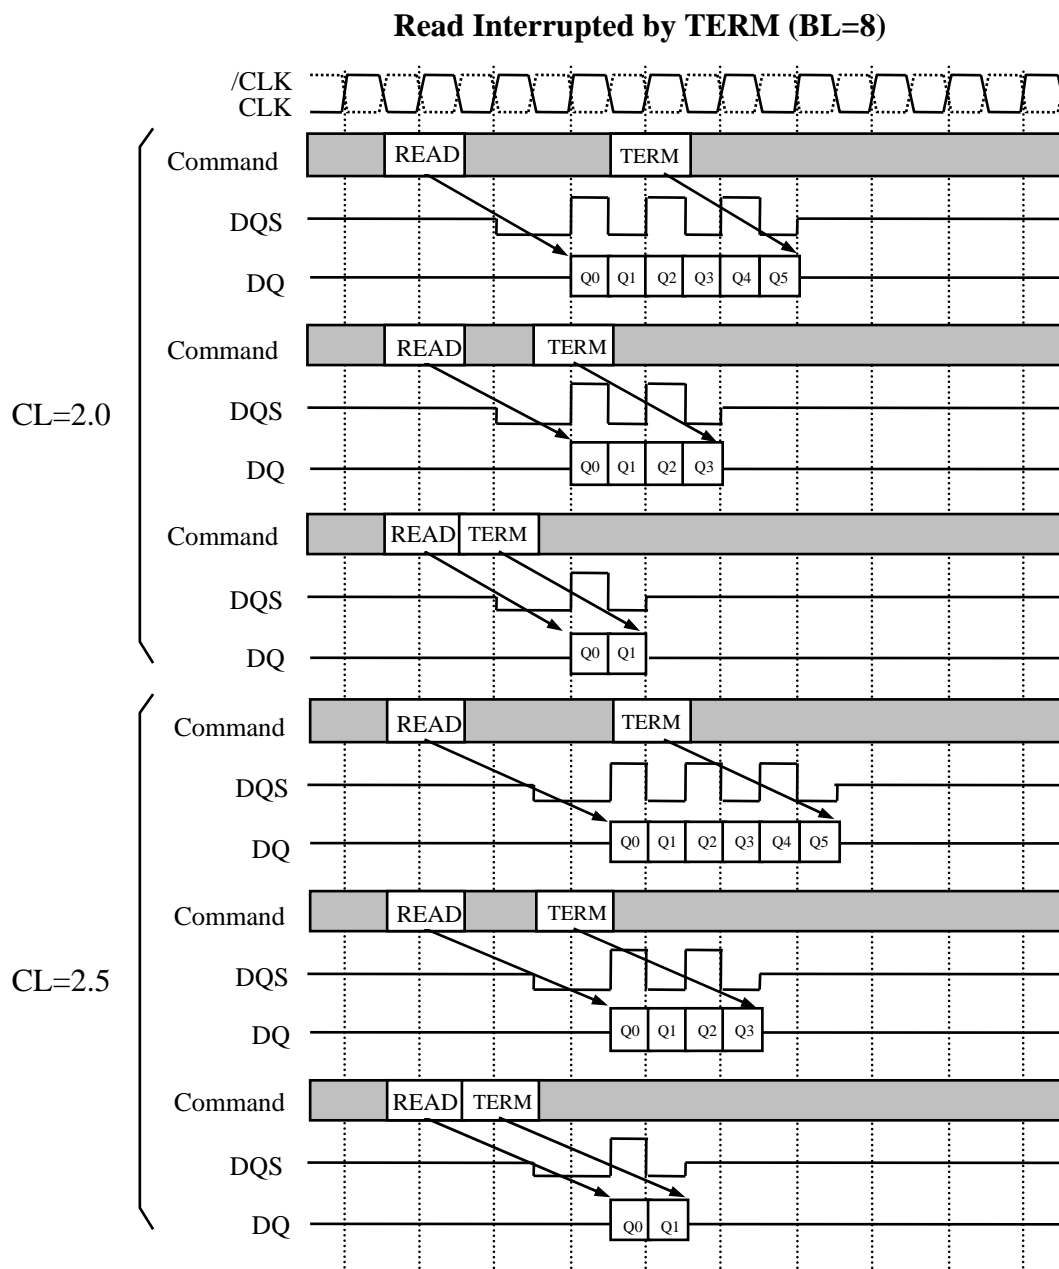 Read Interrupted by TERM (BL=8)
/CLK
CLK
Command READ TERM
DQS
DQ Q0 Q1 Q2 Q3 Q4 Q5
Command READ TERM
CL=2.0
DQS
DQ Q0 Q1 Q2 Q3
Command READ TERM
DQS
DQ Q0 Q1
Command READ TERM
DQS
DQ Q0 Q1 Q2 Q3 Q4 Q5
Command READ TERM
CL=2.5
DQS
DQ Q0 Q1 Q2 Q3
Command READ TERM
DQS
DQ Q0 Q1